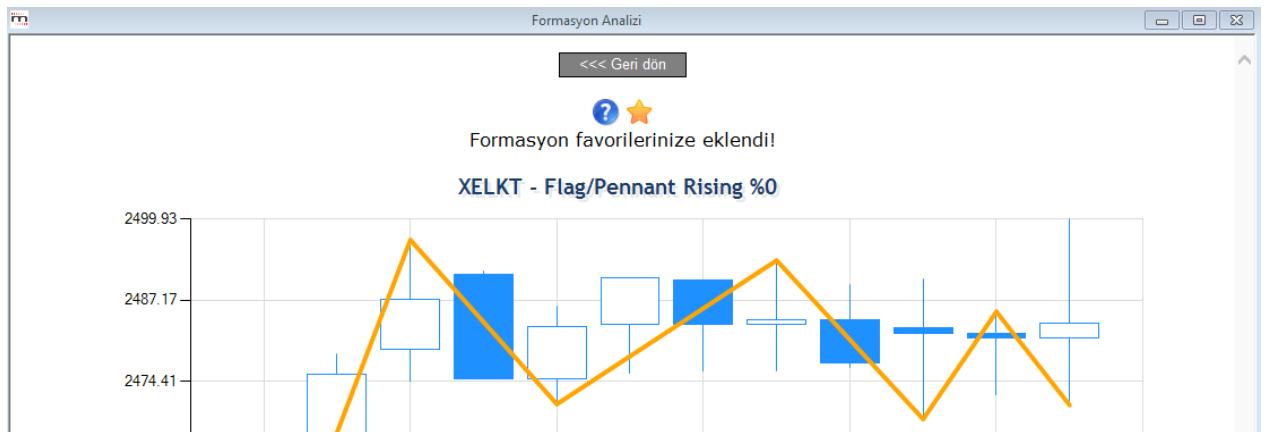 Formasyon Analizi
<<< Geri dön
Formasyon favorilerinize eklendi!
XELKT - Flag/Pennant Rising %0
2499.93
2487.17
2474.41